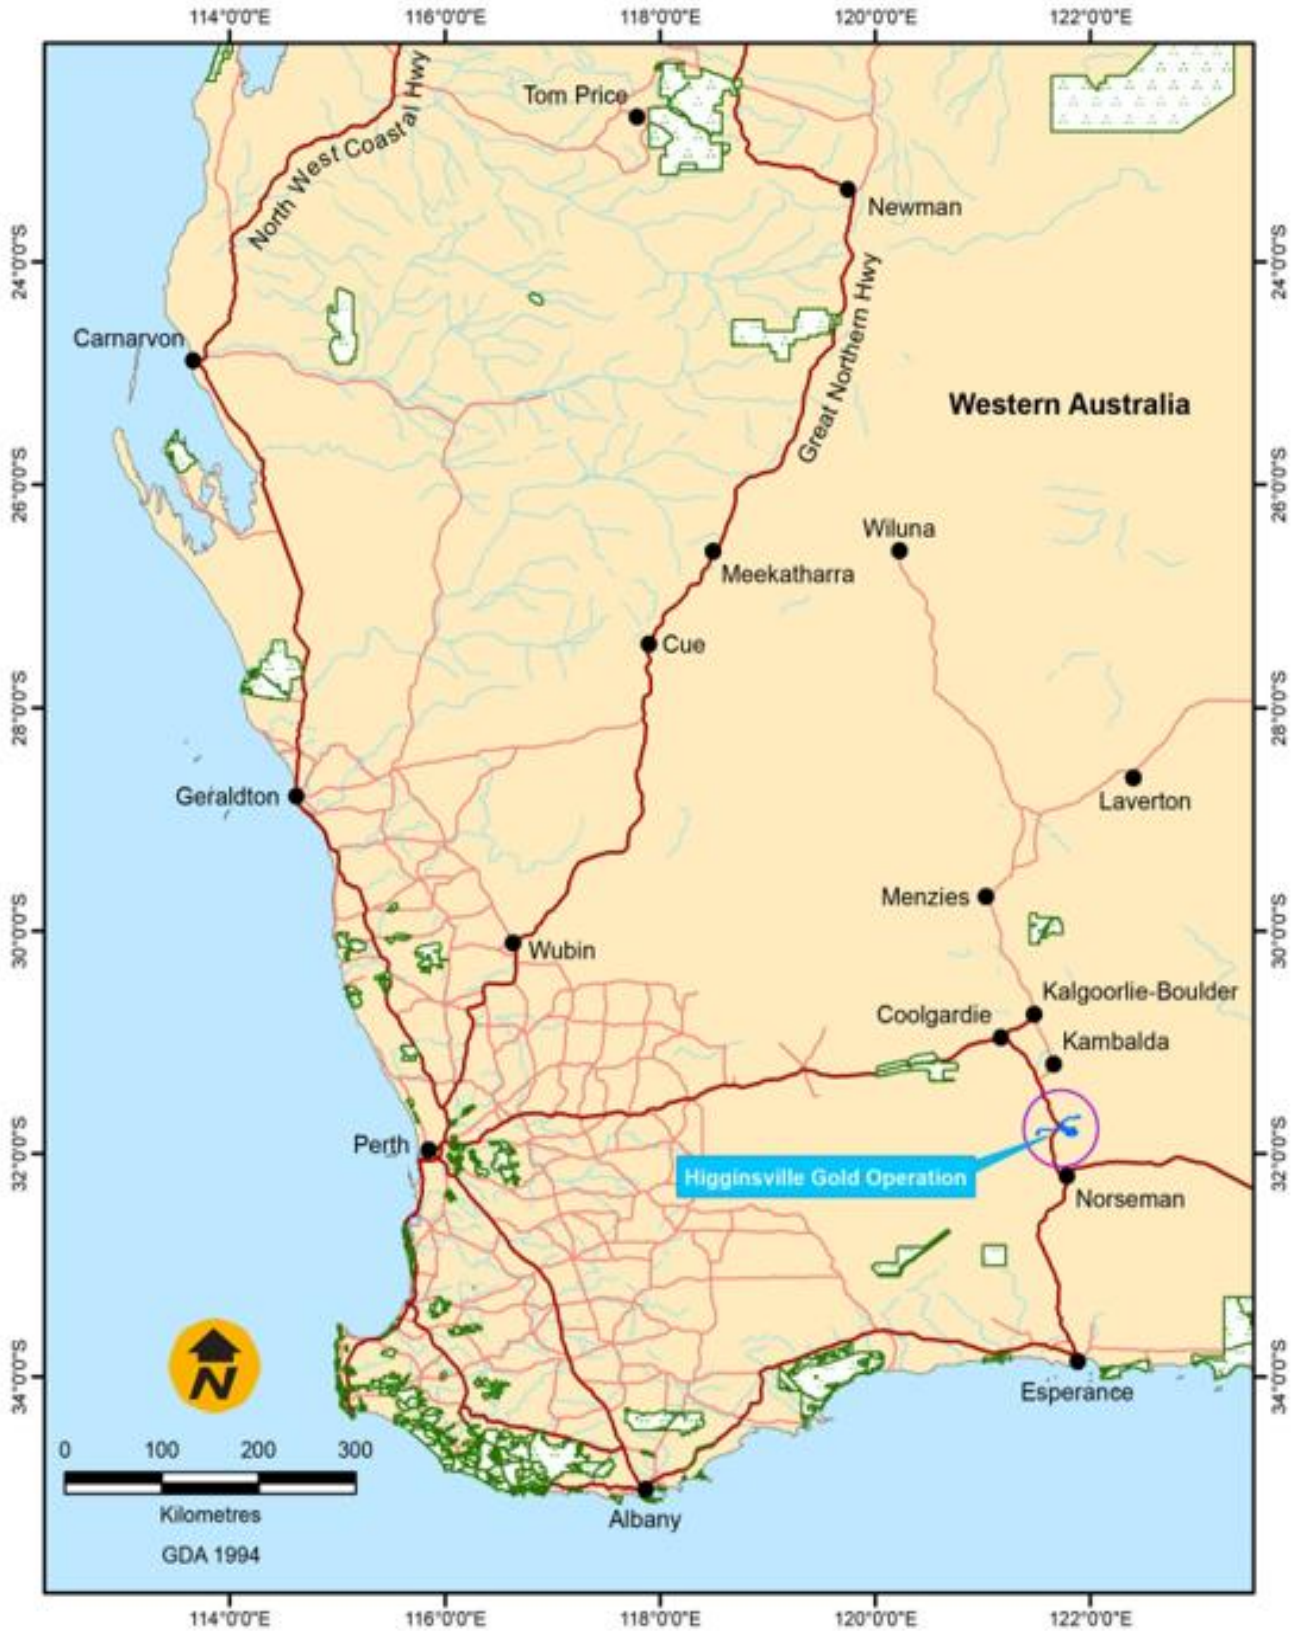 114°0'0"E
116°0'0"E
118°0'0"E
120°0'0"E
122°0'0"E
North West Coastal Hwy
Tom Price
Newman
24°0'0"S
24°0'0"S
Great Northern Hwy
Carnarvon
Western Australia
26°0'0"S
26°0'0"S
Wiluna
Meekatharra
Cue
28°0'0"S
28°0'0"S
Geraldton
Laverton
Menzies
30°0'0"S
30°0'0"S
Wubin
Kalgoorlie-Boulder
Coolgardie
Kambalda
Perth
32°0'0"S
32°0'0"S
Higginsville Gold Operation
Norseman
N
34°0'0"S
34°0'0"S
Esperance
0 100 200 300
Kilometres
Albany
GDA 1994
114°0'0"E
116°0'0"E
118°0'0"E
120°0'0"E
122°0'0"E